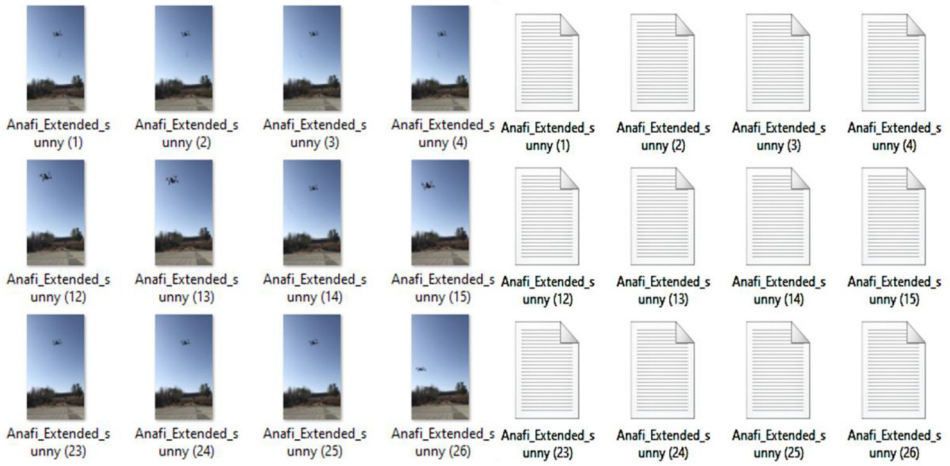 Anafi_Extended_s
unny (1)
Anafi_Extended_s
unny (2)
Anafi_Extended_s
unny (3)
Anafi_Extended_s
unny (4)
Anafi_Extended_s
unny (1)
Anafi_Extended_s
unny (2)
Anafi_Extended_s
unny (3)
Anafi_Extended_s
unny (4)
Anafi_Extended_s
unny (12)
Anafi_Extended_s
unny (13)
Anafi_Extended_s
unny (14)
Anafi_Extended_s
unny (15)
Anafi_Extended_s
unny (12)
Anafi_Extended_s
unny (13)
Anafi_Extended_s
unny (14)
Anafi_Extended_s
unny (15)
Anafi_Extended_s
unny (23)
Anafi_Extended_s
unny (24)
Anafi_Extended_s
unny (25)
Anafi_Extended_s
unny (26)
Anafi_Extended_s
unny (23)
Anafi_Extended_s
unny (24)
Anafi_Extended_s
unny (25)
Anafi_Extended_s
unny (26)